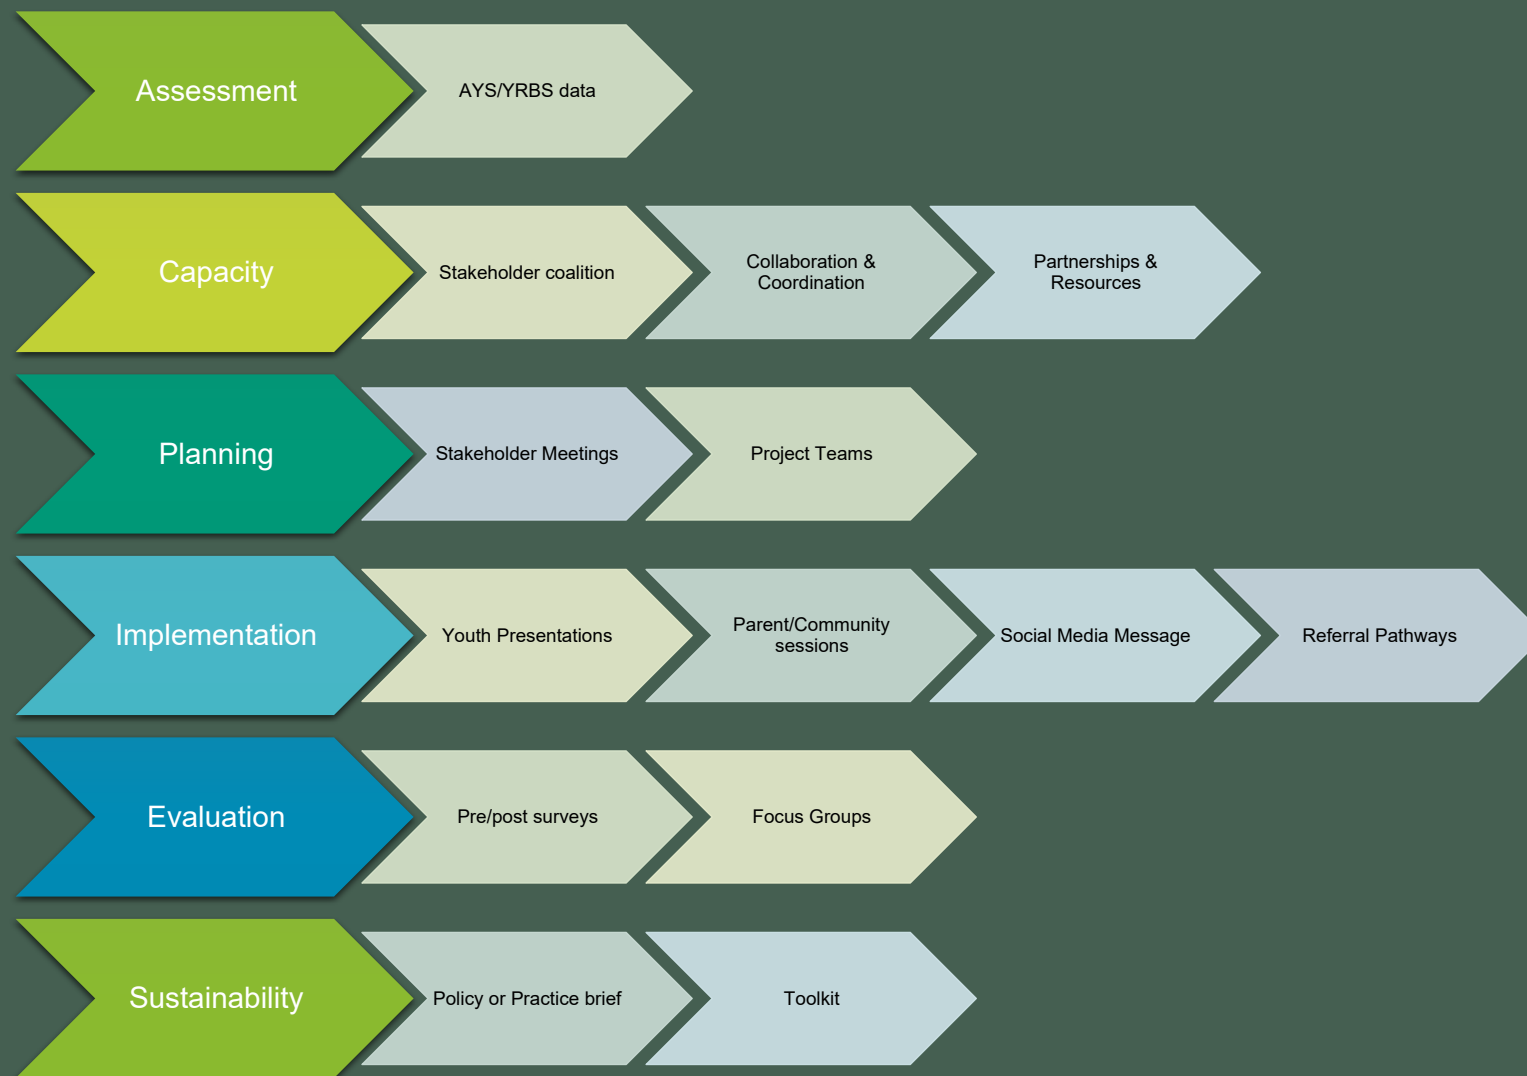 Assessment
AYS/YRBS data
Capacity
Stakeholder coalition
Collaboration &
Coordination
Partnerships &
Resources
Planning
Stakeholder Meetings
Project Teams
Implementation
Youth Presentations
Parent/Community
sessions
Social Media Message
Referral Pathways
Evaluation
Pre/post surveys
Focus Groups
Sustainability
Policy or Practice brief
Toolkit